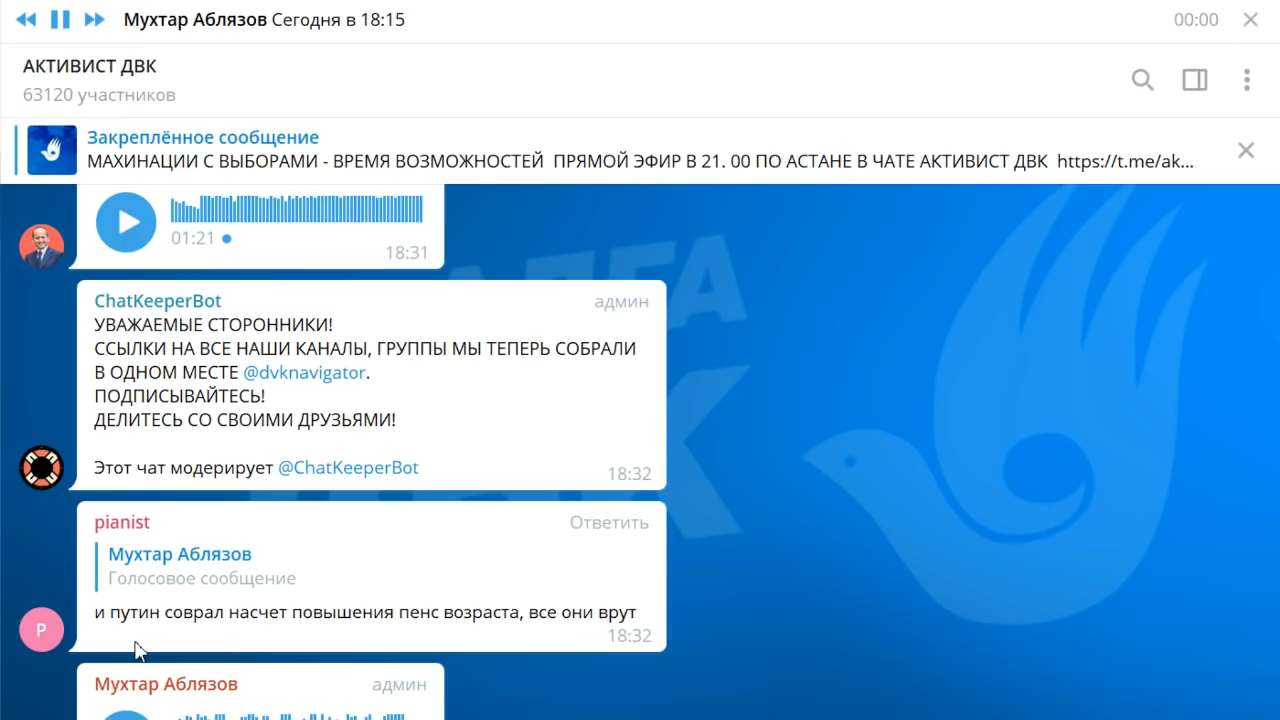 Мухтар Аблязов Сегодня в 18:15
00:00
АКТИВИСТ ДВК
63120 участников
Закреплённое сообщение
МАХИНАЦИИ С ВЫБОРАМИ - ВРЕМЯ ВОЗМОЖНОСТЕЙ ПРЯМОЙ ЭФИР В 21. 00 ПО АСТАНЕ В ЧАТЕ АКТИВИСТ ДВК https://t.me/ak...
01:21
18:31
ChatKeeperBot
админ
УВАЖАЕМЫЕ СТОРОННИКИ!
ССЫЛКИ НА ВСЕ НАШИ КАНАЛЫ, ГРУППЫ МЫ ТЕПЕРЬ СОБРАЛИ
В ОДНОМ МЕСТЕ @dvknavigator.
ПОДПИСЫВАЙТЕСЬ!
ДЕЛИТЕСЬ СО СВОИМИ ДРУЗЬЯМИ!
Этот чат модерирует @ChatKeeperBot
18:32
pianist
Ответить
Мухтар Аблязов
Голосовое сообщение
и путин соврал насчет повышения пенс возраста, все они врут
18:32
P
Мухтар Аблязов
админ